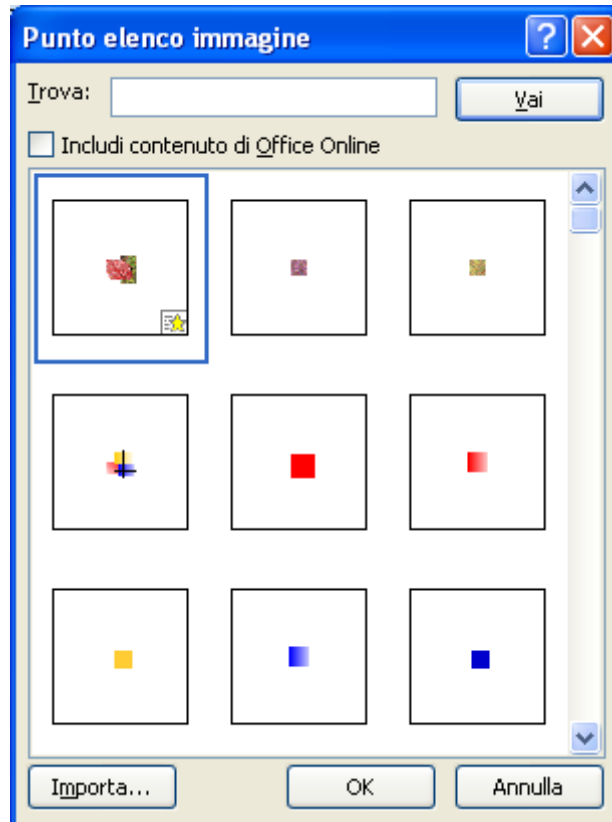 Punto elenco immagine
Trova:
Vai
Includi contenuto di Office Online
Importa...
OK
Annulla